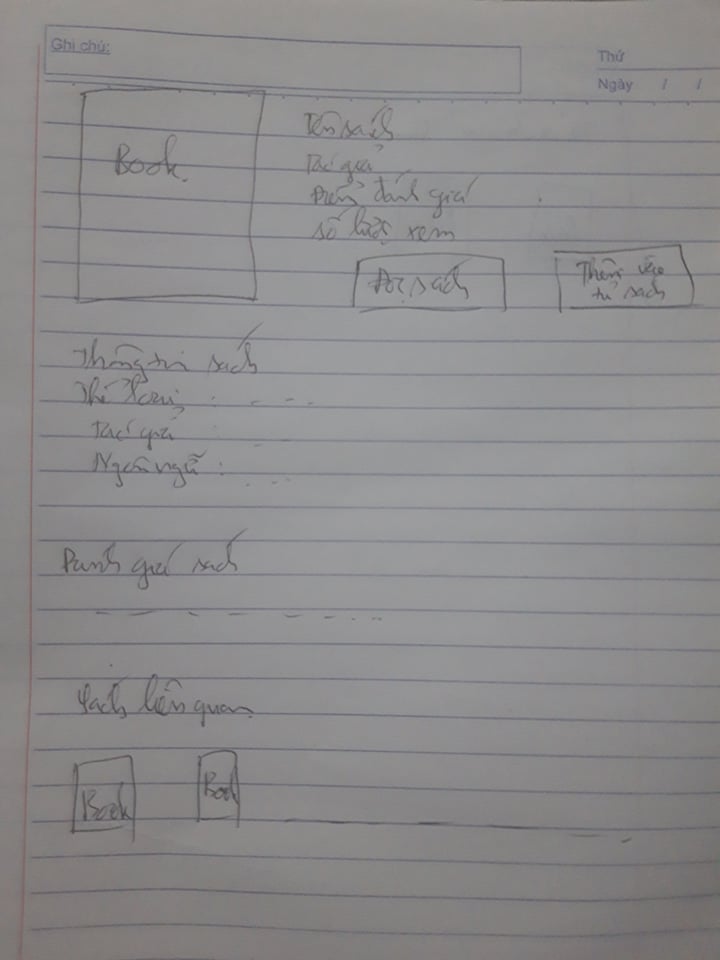 Ghi chú:
Thứ
Ngày / /
Book
Tên sách
Tác giả
Điểm đánh giá
Số lượt xem
Đọc sách
Thêm vào
tủ sách
Thông tin sách
Thể loại :
Tác giả :
Ngôn ngữ :
Đánh giá sách
Sách liên quan
Book
Book